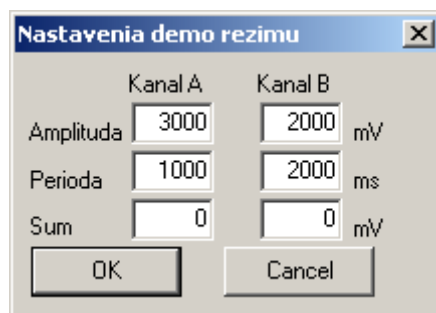 Nastavenia demo rezimu
Kanal A Kanal B
Amplituda 3000 2000 mV
Perioda 1000 2000 ms
Sum 0 0 mV
OK Cancel